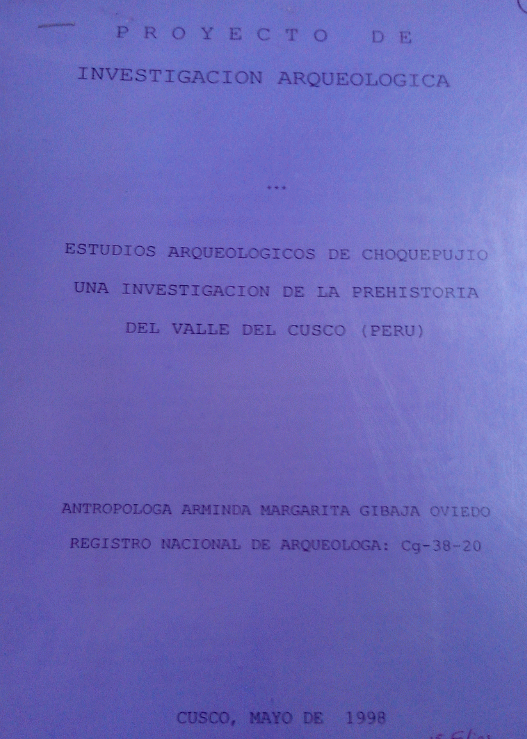 PROYECTO DE
INVESTIGACION ARQUEOLOGICA
...
ESTUDIOS ARQUEOLOGICOS DE CHOQUEPUJIO
UNA INVESTIGACION DE LA PREHISTORIA
DEL VALLE DEL CUSCO (PERU)
ANTROPOLOGA ARMINDA MARGARITA GIBAJA OVIEDO
REGISTRO NACIONAL DE ARQUEOLOGA: Cg-38-20
CUSCO, MAYO DE 1998